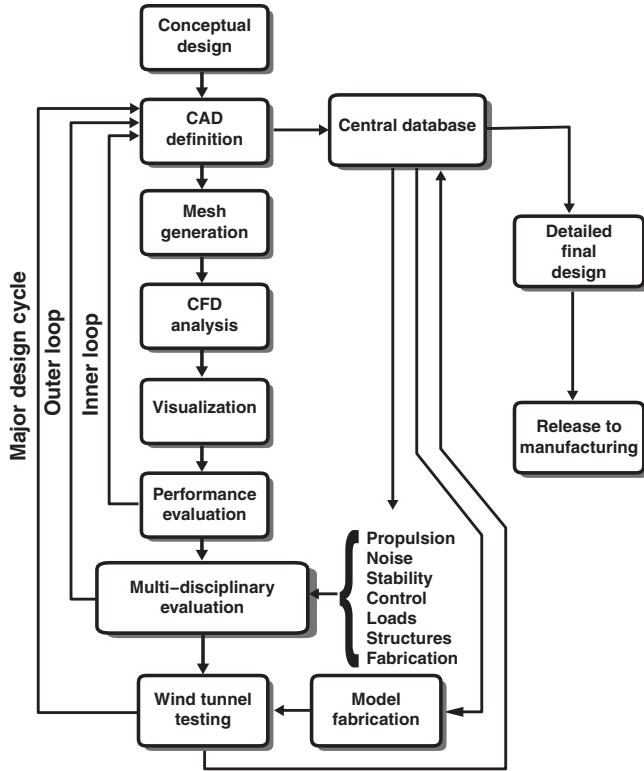 Conceptual
design
CAD
definition
Central database
Mesh
generation
Detailed
final
design
CFD
analysis
Major design cycle
Outer loop
Inner loop
Visualization
Release to
manufacturing
Performance
evaluation
Propulsion
Noise
Stability
Control
Loads
Structures
Fabrication
Multi–disciplinary
evaluation
Wind tunnel
testing
Model
fabrication